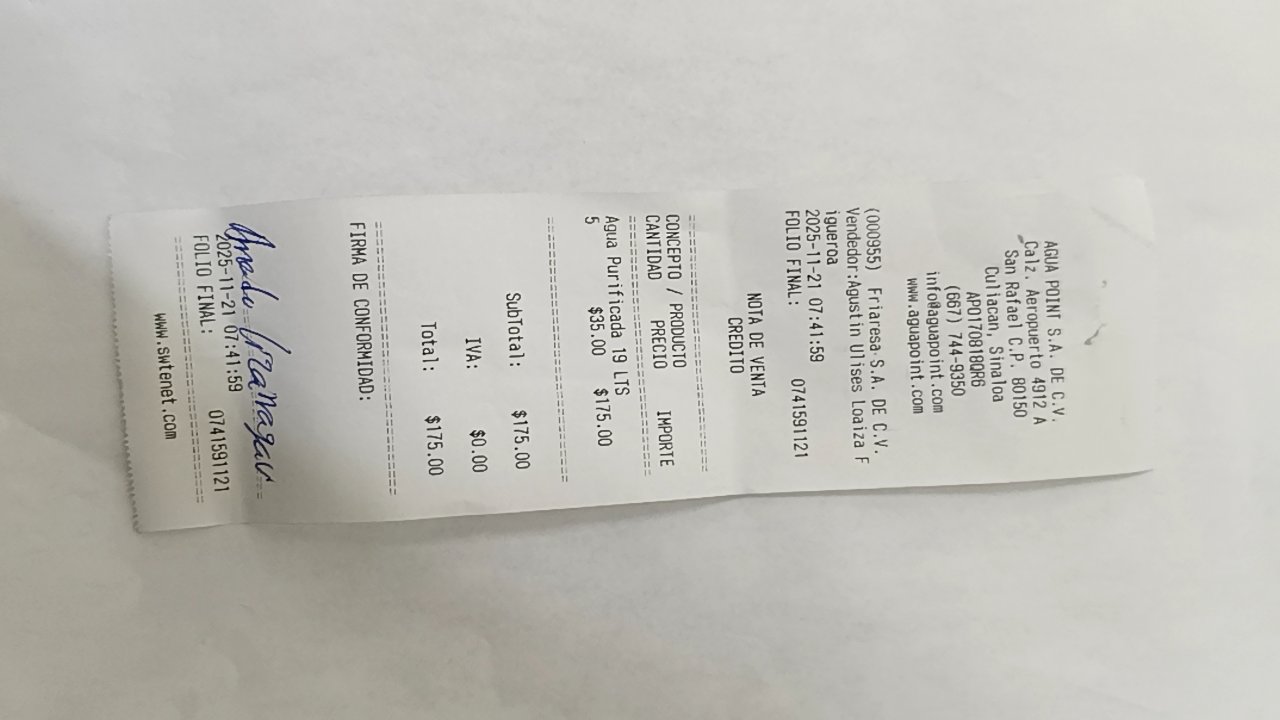 AGUA POINT S.A. DE C.V.
Calz. Aeropuerto 4912 A
San Rafael C.P. 80150
Culiacan, Sinaloa
APO170818QR6
(667) 744-9350
info@aguapoint.com
www.aguapoint.com
(000955) Friaresa S.A. DE C.V.
Vendedor:Agustin Ulises Loaiza F
igueroa
2025-11-21 07:41:59
FOLIO FINAL: 0741591121
NOTA DE VENTA
CREDITO
CONCEPTO / PRODUCTO
CANTIDAD PRECIO IMPORTE
Agua Purificada 19 LTS
5 $35.00 $175.00
SubTotal: $175.00
IVA: $0.00
Total: $175.00
FIRMA DE CONFORMIDAD:
2025-11-21 07:41:59
FOLIO FINAL: 0741591121
www.swtenet.com